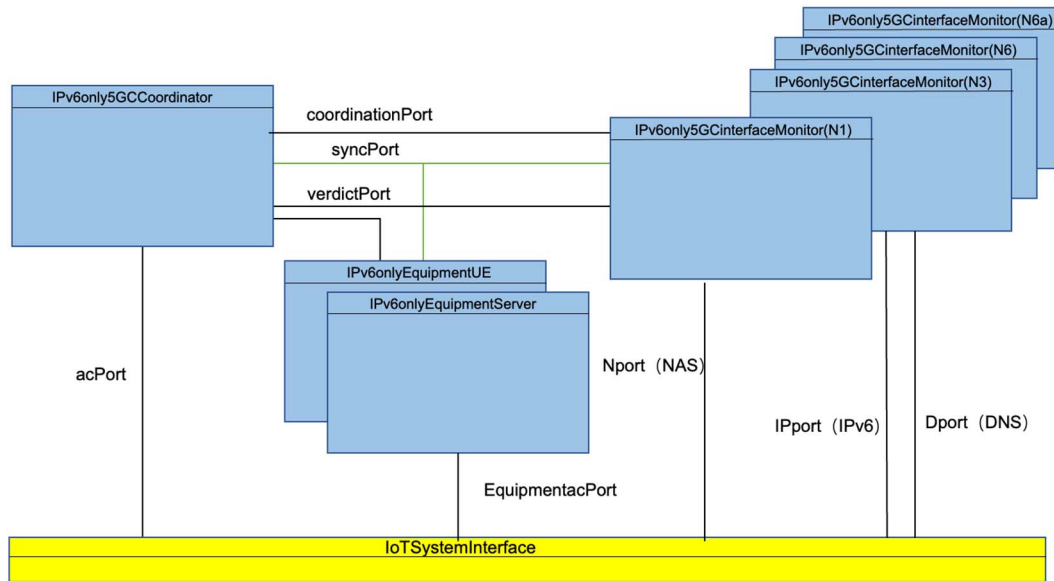 IPv6only5GCinterfaceMonitor(N6a)
IPv6only5GCinterfaceMonitor(N6)
IPv6only5GCinterfaceMonitor(N3)
IPv6only5GCCoordinator
coordinationPort
IPv6only5GCinterfaceMonitor(N1)
syncPort
verdictPort
IPv6onlyEquipmentUE
IPv6onlyEquipmentServer
acPort
Nport（NAS）
IPport（IPv6）
Dport（DNS）
EquipmentacPort
IoTSystemInterface